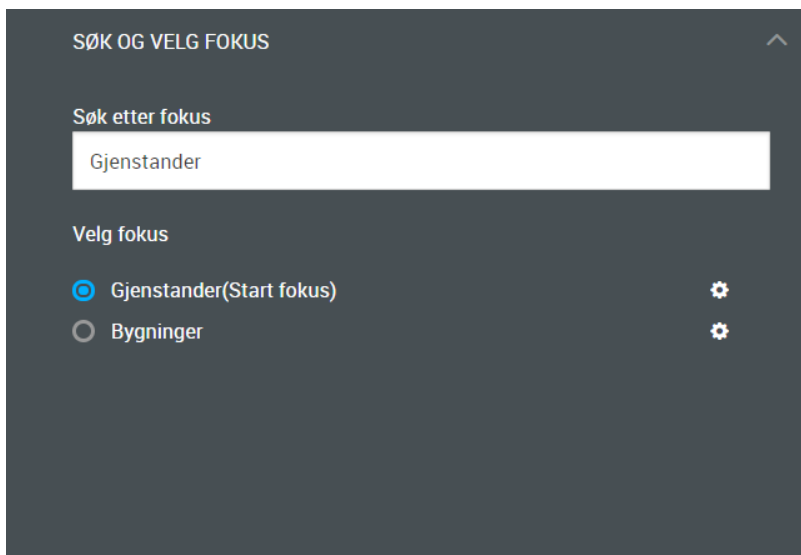 SØK OG VELG FOKUS
Søk etter fokus
Gjenstander
Velg fokus
Gjenstander(Start fokus)
Bygninger